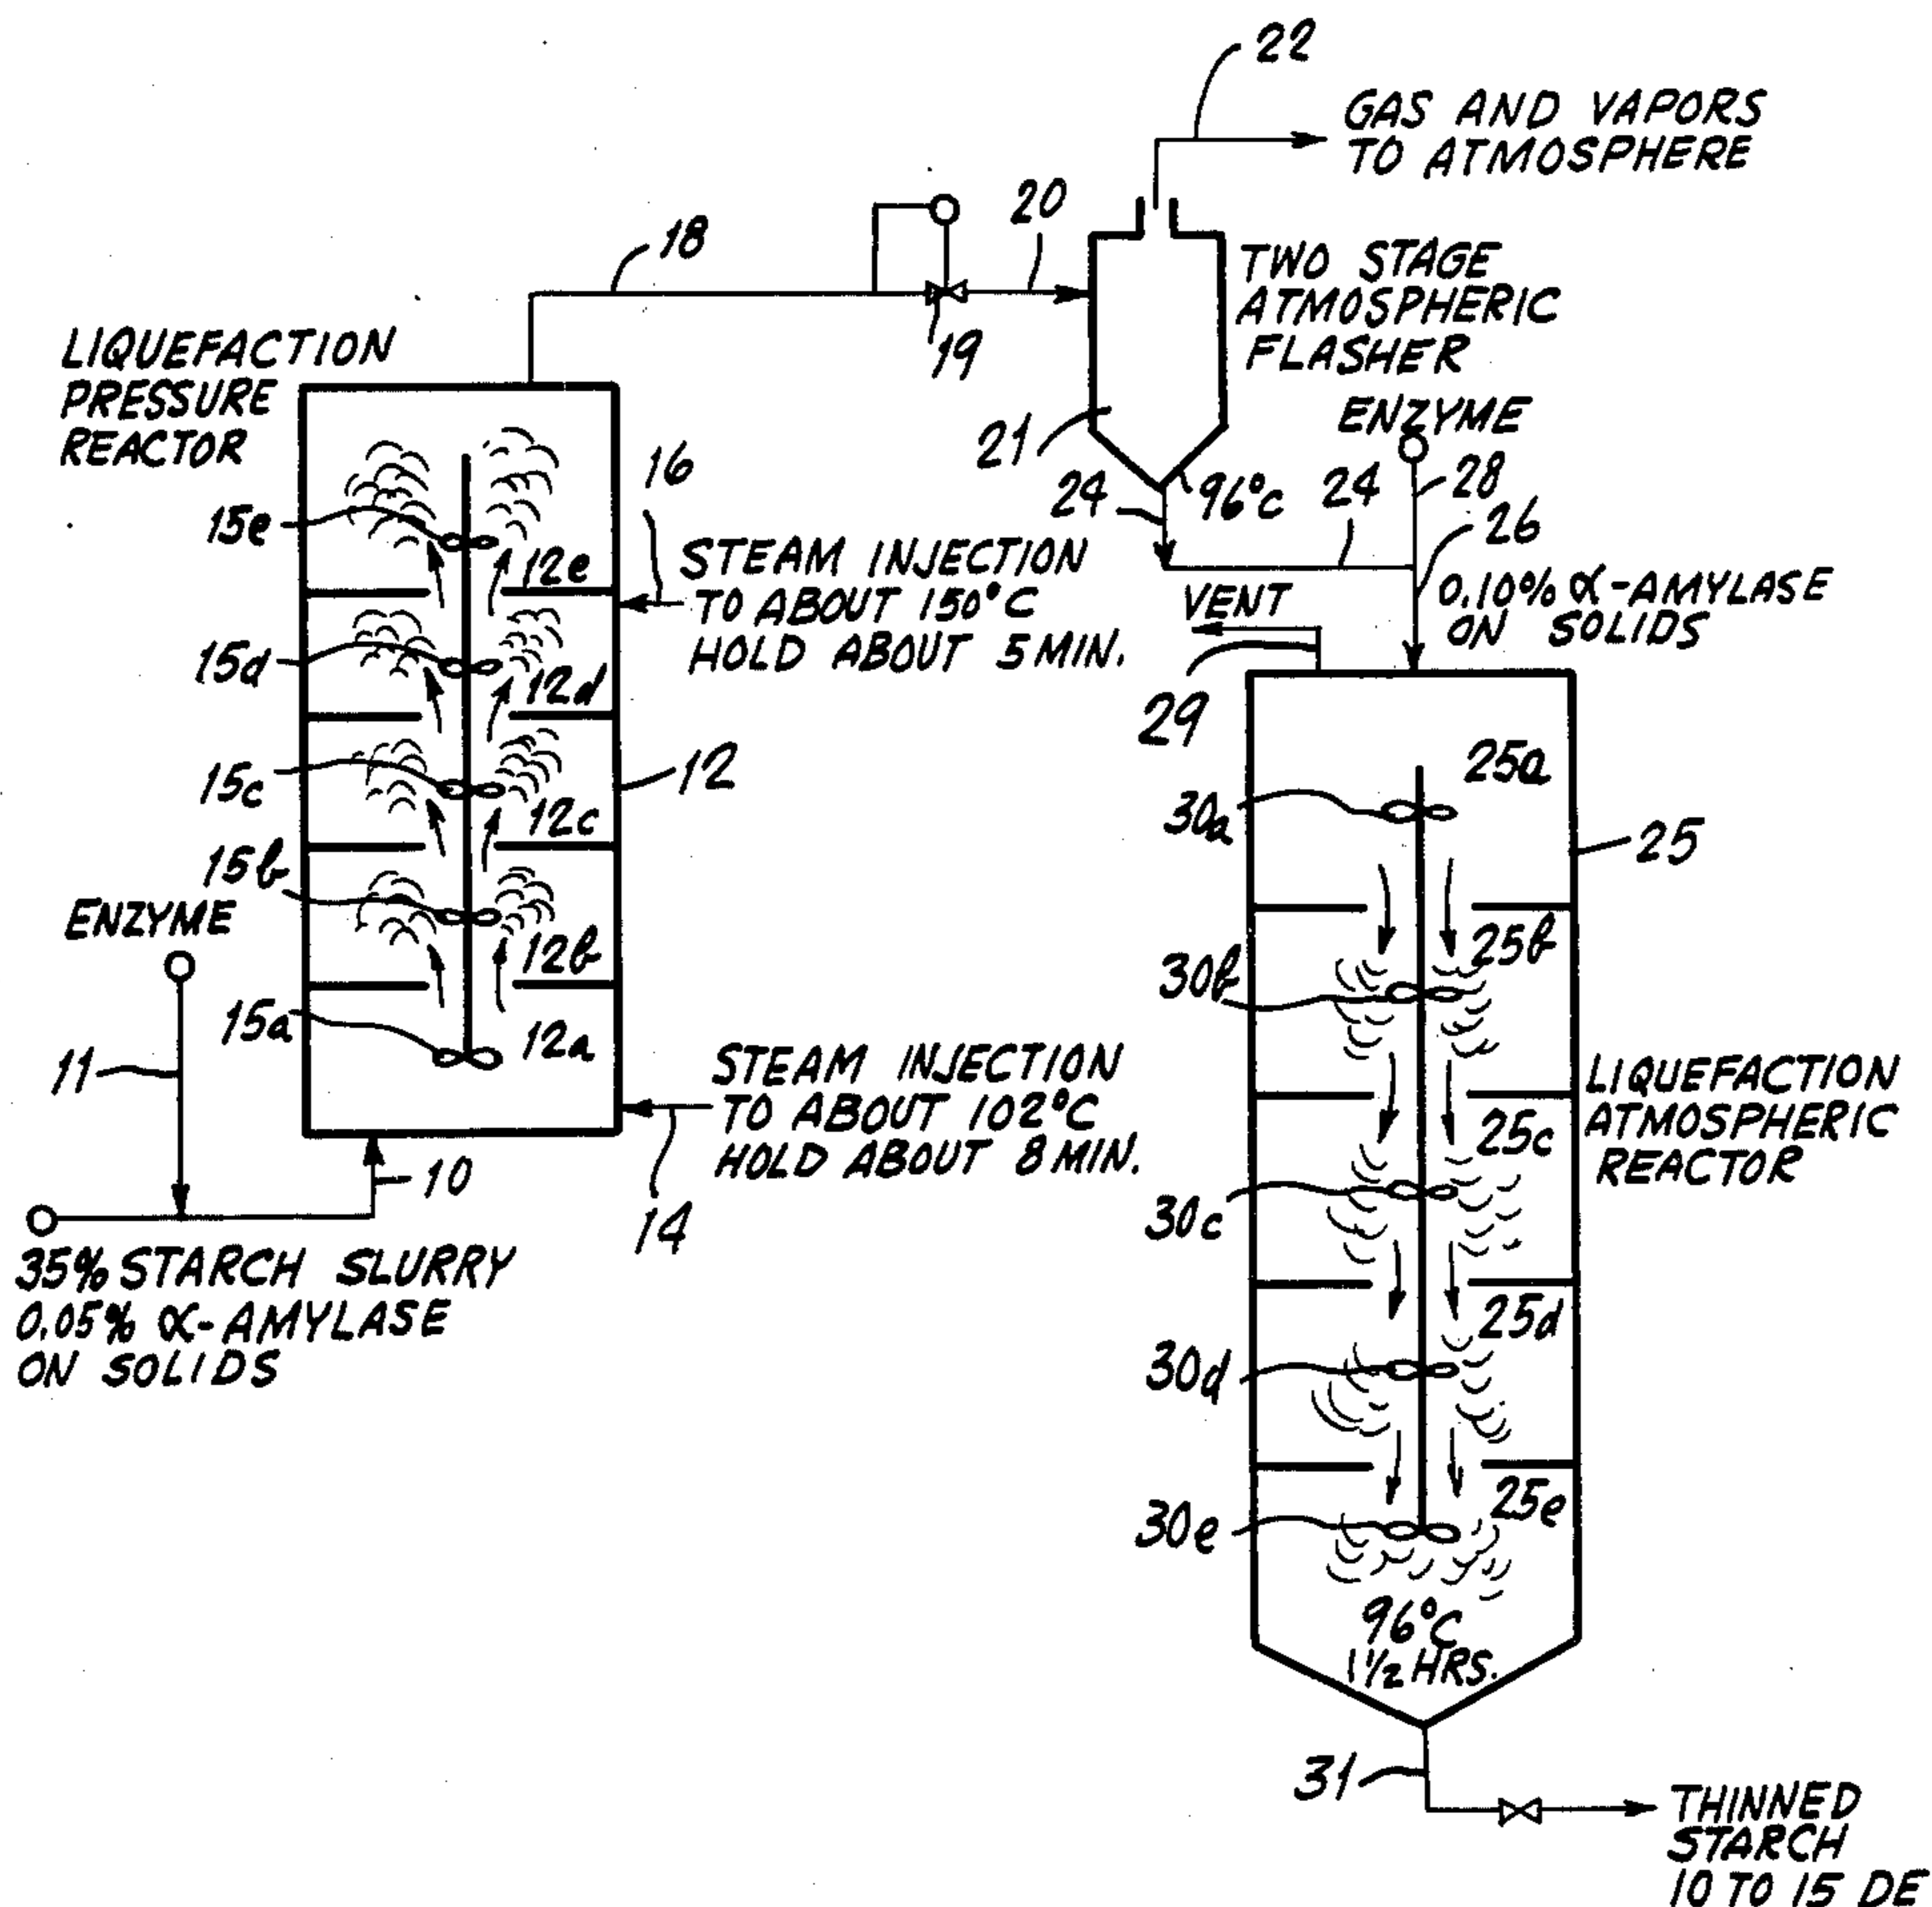 22
GAS AND VAPORS
TO ATMOSPHERE
18
20
19
TWO STAGE
ATMOSPHERIC
FLASHER
LIQUEFACTION
PRESSURE
REACTOR
21
ENZYME
16
24
96°C
24
28
26
15e
12e
STEAM INJECTION
TO ABOUT 150°C
HOLD ABOUT 5 MIN.
VENT
0.10% α-AMYLASE
ON SOLIDS
15d
12d
29
15c
12
12c
25a
30a
25
15b
ENZYME
12b
25b
30b
15a
12a
11
STEAM INJECTION
TO ABOUT 102°C
HOLD ABOUT 8 MIN.
LIQUEFACTION
ATMOSPHERIC
REACTOR
25c
10
14
30c
35% STARCH SLURRY
0.05% α-AMYLASE
ON SOLIDS
25d
30d
25e
30e
96°C
1 1/2 HRS.
31
THINNED
STARCH
10 TO 15 DE